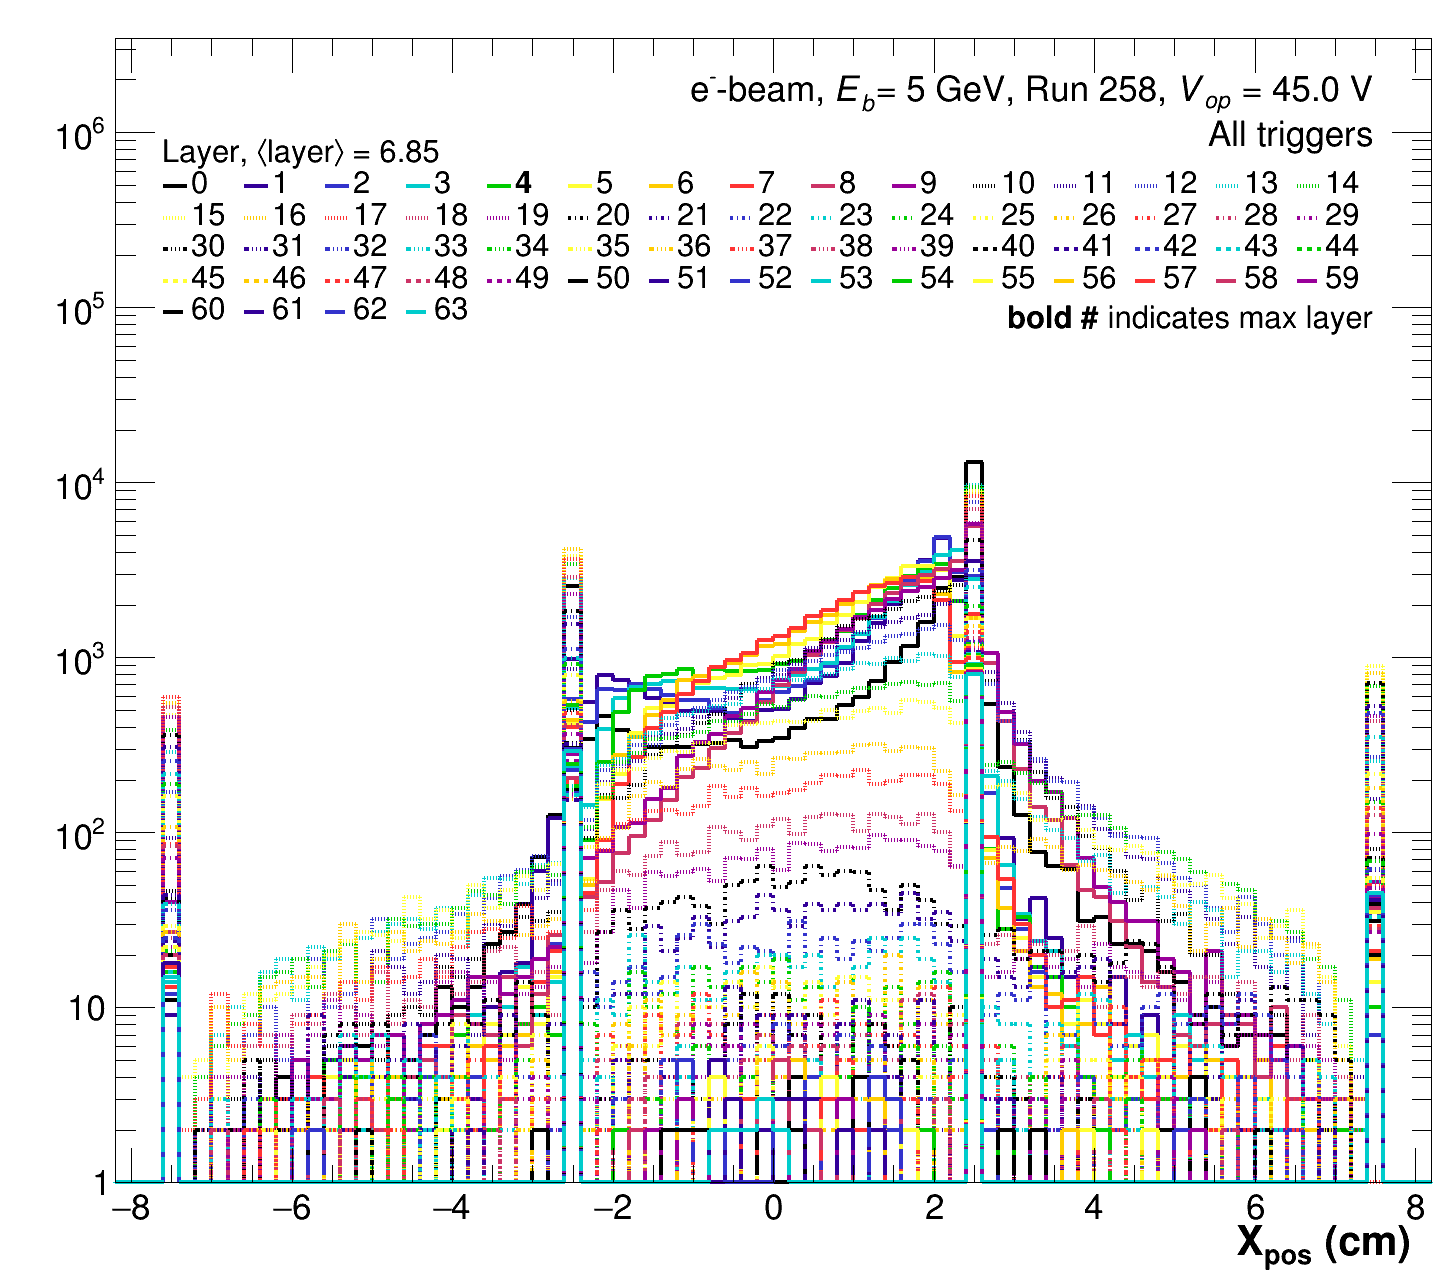 e⁻-beam, E_b= 5 GeV, Run 258, V_op = 45.0 V
All triggers
Layer, ⟨layer⟩ = 6.85
0 1 2 3 4 5 6 7 8 9 10 11 12 13 14
15 16 17 18 19 20 21 22 23 24 25 26 27 28 29
30 31 32 33 34 35 36 37 38 39 40 41 42 43 44
45 46 47 48 49 50 51 52 53 54 55 56 57 58 59
60 61 62 63
bold # indicates max layer
10⁶
10⁵
10⁴
10³
10²
10
1
−8 −6 −4 −2 0 2 4 6 8
X_pos (cm)